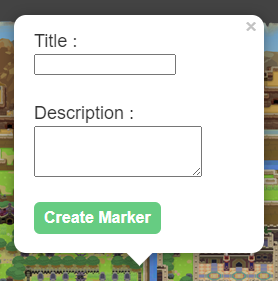 ×
Title :
Description :
Create Marker